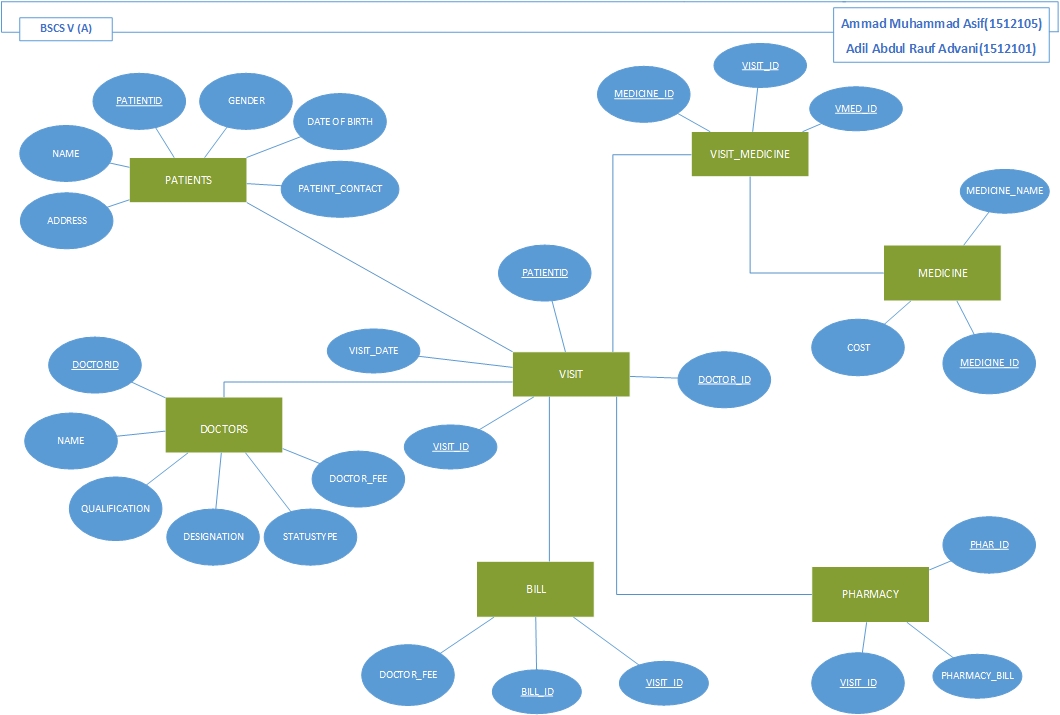 BSCS V (A)
Ammad Muhammad Asif(1512105)
Adil Abdul Rauf Advani(1512101)
PATIENTID
GENDER
DATE OF BIRTH
NAME
PATIENTS
PATEINT_CONTACT
ADDRESS
MEDICINE_ID
VISIT_ID
VMED_ID
VISIT_MEDICINE
MEDICINE_NAME
MEDICINE
COST
MEDICINE_ID
PATIENTID
VISIT_DATE
VISIT
DOCTOR_ID
VISIT_ID
DOCTORID
NAME
DOCTORS
DOCTOR_FEE
QUALIFICATION
DESIGNATION
STATUSTYPE
BILL
DOCTOR_FEE
BILL_ID
VISIT_ID
PHAR_ID
PHARMACY
VISIT_ID
PHARMACY_BILL